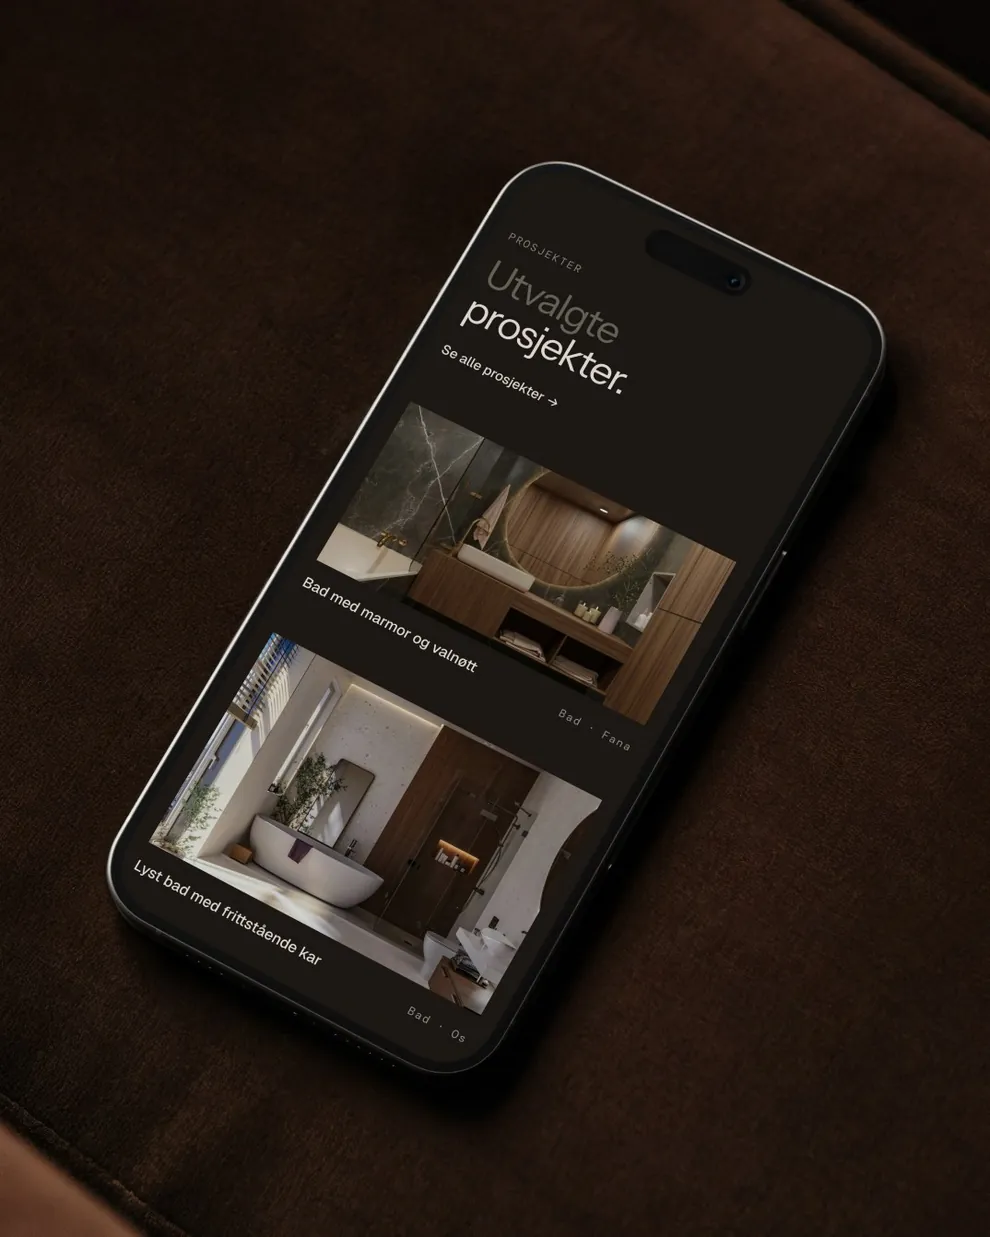 PROSJEKTER
Utvalgte
prosjekter.
Se alle prosjekter →
Bad med marmor og valnøtt
Bad · Fana
Lyst bad med frittstående kar
Bad · Os